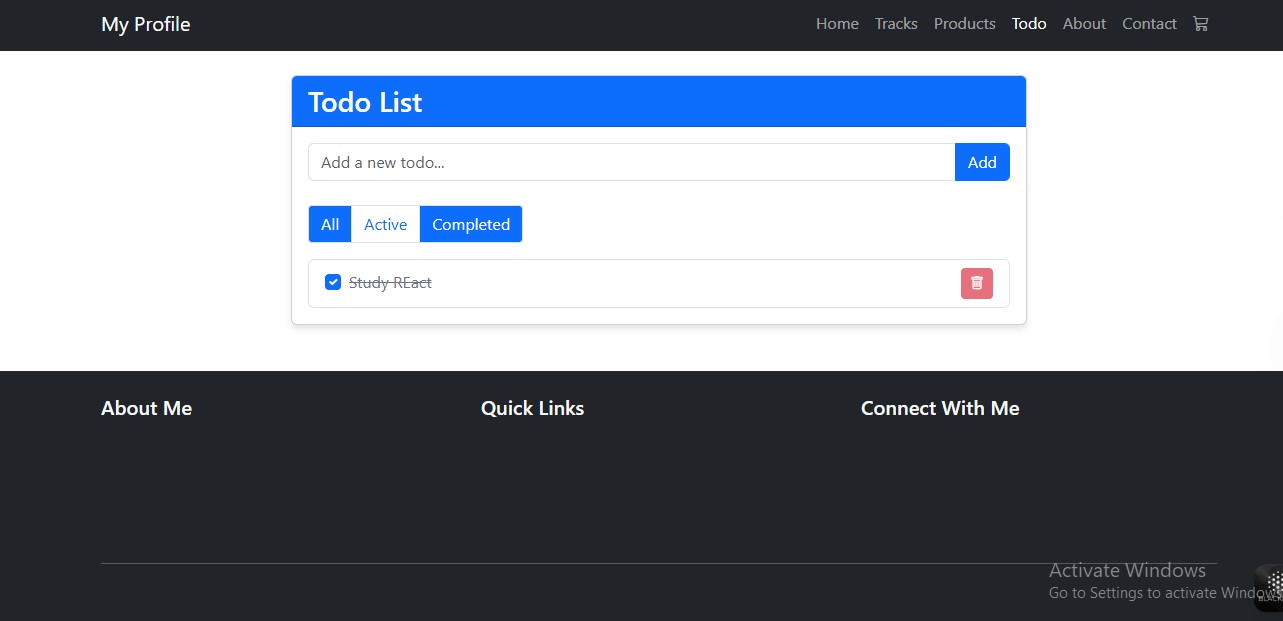 My Profile Home Tracks Products Todo About Contact
Todo List
Add a new todo...
Add
All Active Completed
Study REact
About Me Quick Links Connect With Me
Activate Windows
Go to Settings to activate Windows